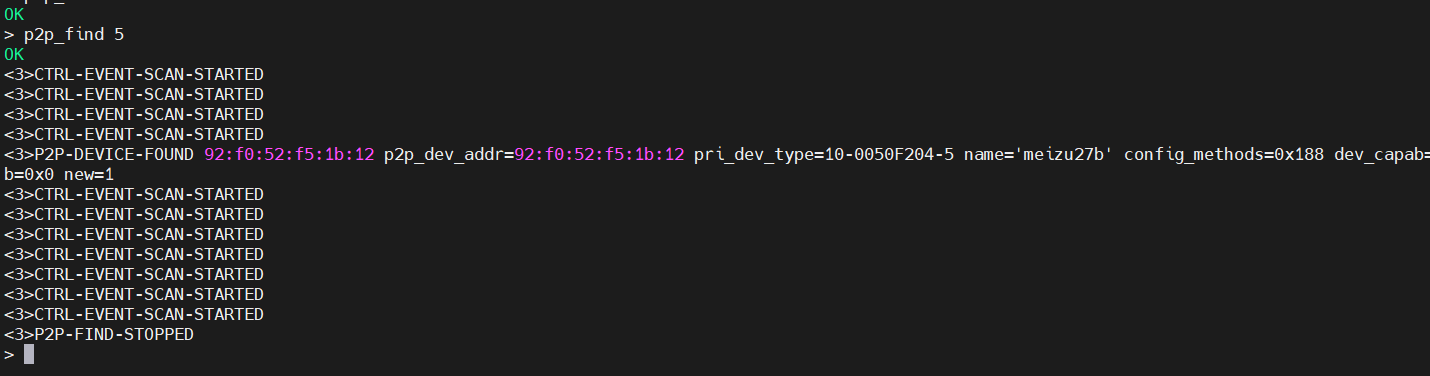 OK
> p2p_find 5
OK
<3>CTRL-EVENT-SCAN-STARTED
<3>CTRL-EVENT-SCAN-STARTED
<3>CTRL-EVENT-SCAN-STARTED
<3>CTRL-EVENT-SCAN-STARTED
<3>P2P-DEVICE-FOUND 92:f0:52:f5:1b:12 p2p_dev_addr=92:f0:52:f5:1b:12 pri_dev_type=10-0050F204-5 name='meizu27b' config_methods=0x188 dev_capab=
b=0x0 new=1
<3>CTRL-EVENT-SCAN-STARTED
<3>CTRL-EVENT-SCAN-STARTED
<3>CTRL-EVENT-SCAN-STARTED
<3>CTRL-EVENT-SCAN-STARTED
<3>CTRL-EVENT-SCAN-STARTED
<3>CTRL-EVENT-SCAN-STARTED
<3>CTRL-EVENT-SCAN-STARTED
<3>P2P-FIND-STOPPED
>